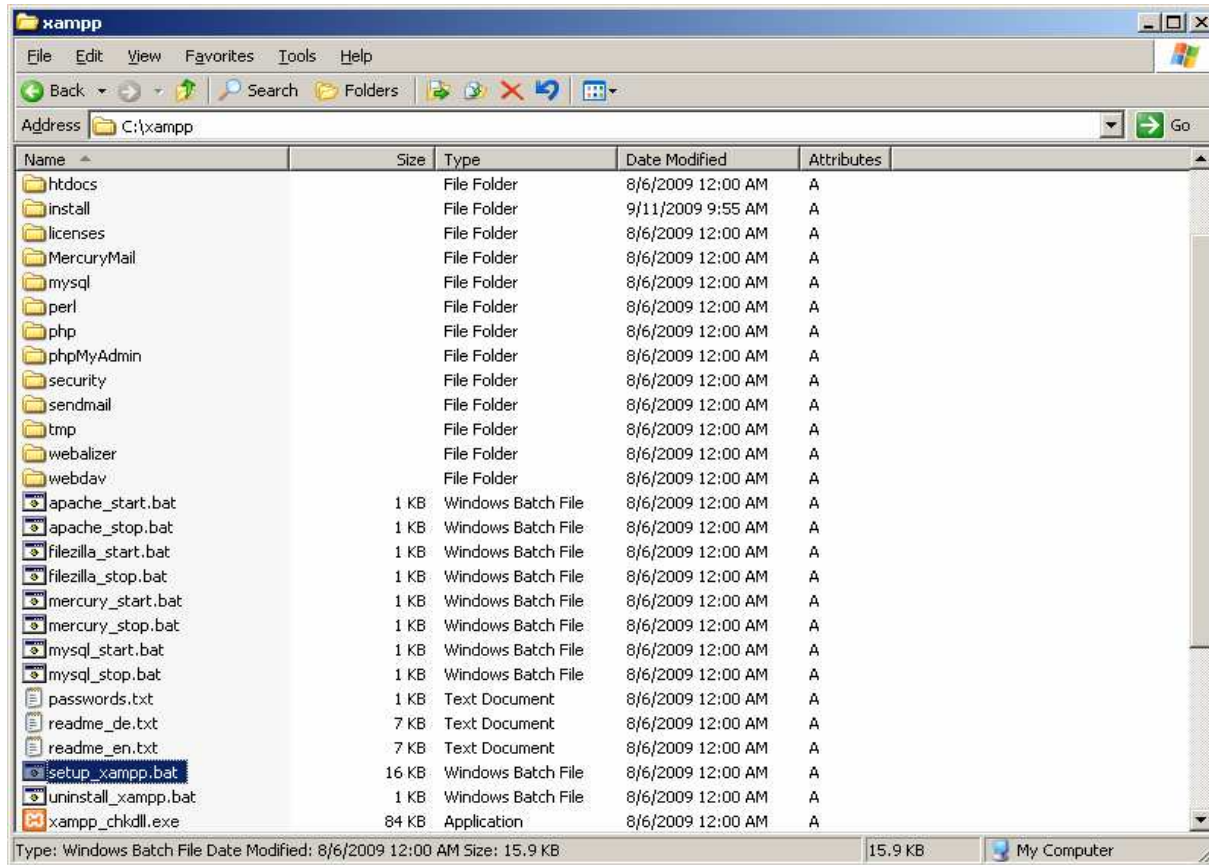 xampp
File Edit View Favorites Tools Help
Back Search Folders
Address C:\xampp Go
Name Size Type Date Modified Attributes
htdocs File Folder 8/6/2009 12:00 AM A
install File Folder 9/11/2009 9:55 AM A
licenses File Folder 8/6/2009 12:00 AM A
MercuryMail File Folder 8/6/2009 12:00 AM A
mysql File Folder 8/6/2009 12:00 AM A
perl File Folder 8/6/2009 12:00 AM A
php File Folder 8/6/2009 12:00 AM A
phpMyAdmin File Folder 8/6/2009 12:00 AM A
security File Folder 8/6/2009 12:00 AM A
sendmail File Folder 8/6/2009 12:00 AM A
tmp File Folder 8/6/2009 12:00 AM A
webalizer File Folder 8/6/2009 12:00 AM A
webdav File Folder 8/6/2009 12:00 AM A
apache_start.bat 1 KB Windows Batch File 8/6/2009 12:00 AM A
apache_stop.bat 1 KB Windows Batch File 8/6/2009 12:00 AM A
filezilla_start.bat 1 KB Windows Batch File 8/6/2009 12:00 AM A
filezilla_stop.bat 1 KB Windows Batch File 8/6/2009 12:00 AM A
mercury_start.bat 1 KB Windows Batch File 8/6/2009 12:00 AM A
mercury_stop.bat 1 KB Windows Batch File 8/6/2009 12:00 AM A
mysql_start.bat 1 KB Windows Batch File 8/6/2009 12:00 AM A
mysql_stop.bat 1 KB Windows Batch File 8/6/2009 12:00 AM A
passwords.txt 1 KB Text Document 8/6/2009 12:00 AM A
readme_de.txt 7 KB Text Document 8/6/2009 12:00 AM A
readme_en.txt 7 KB Text Document 8/6/2009 12:00 AM A
setup_xampp.bat 16 KB Windows Batch File 8/6/2009 12:00 AM A
uninstall_xampp.bat 1 KB Windows Batch File 8/6/2009 12:00 AM A
xampp_chkdll.exe 84 KB Application 8/6/2009 12:00 AM A
Type: Windows Batch File Date Modified: 8/6/2009 12:00 AM Size: 15.9 KB 15.9 KB My Computer